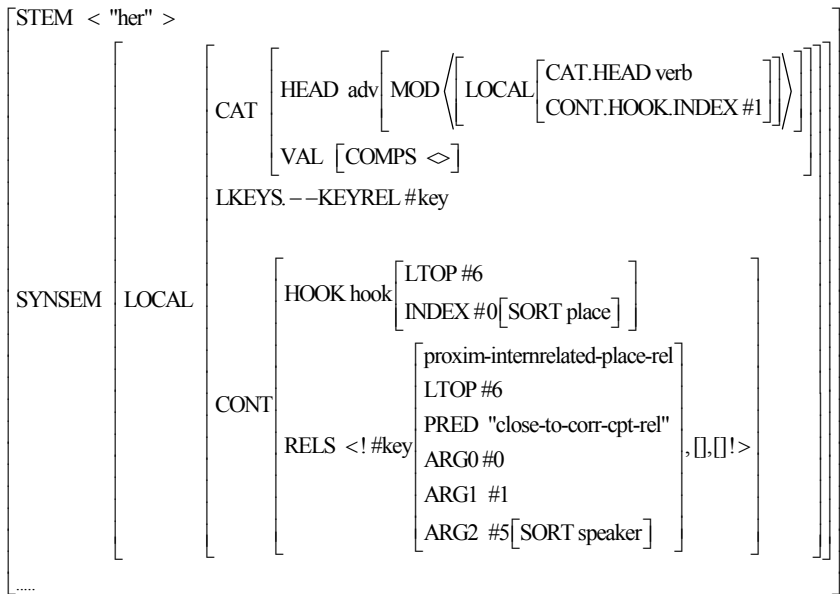 STEM < "her" >
SYNSEM
LOCAL
CAT
HEAD adv
MOD
LOCAL
CAT.HEAD verb
CONT.HOOK.INDEX #1
VAL [COMPS <>]
LKEYS.--KEYREL #key
CONT
HOOK hook
LTOP #6
INDEX #0[SORT place]
RELS <! #key
proxim-internrelated-place-rel
LTOP #6
PRED "close-to-corr-cpt-rel"
ARG0 #0
ARG1 #1
ARG2 #5[SORT speaker]
,[],[]! >
.....